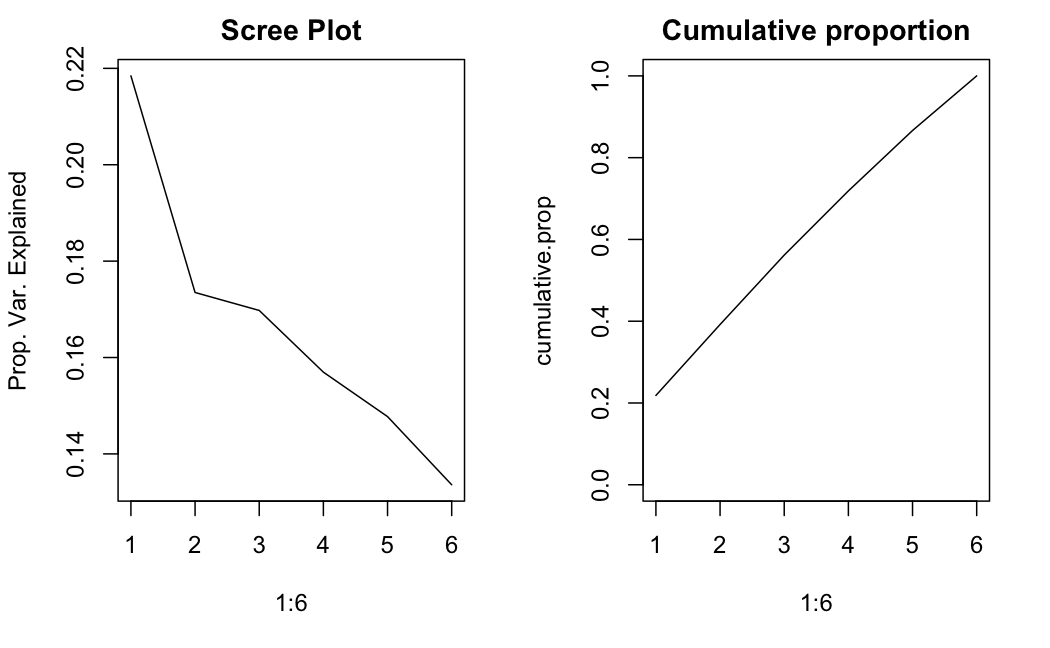 Scree Plot
Prop. Var. Explained
0.22
0.20
0.18
0.16
0.14
1 2 3 4 5 6
1:6
Cumulative proportion
cumulative.prop
1.0
0.8
0.6
0.4
0.2
0.0
1 2 3 4 5 6
1:6